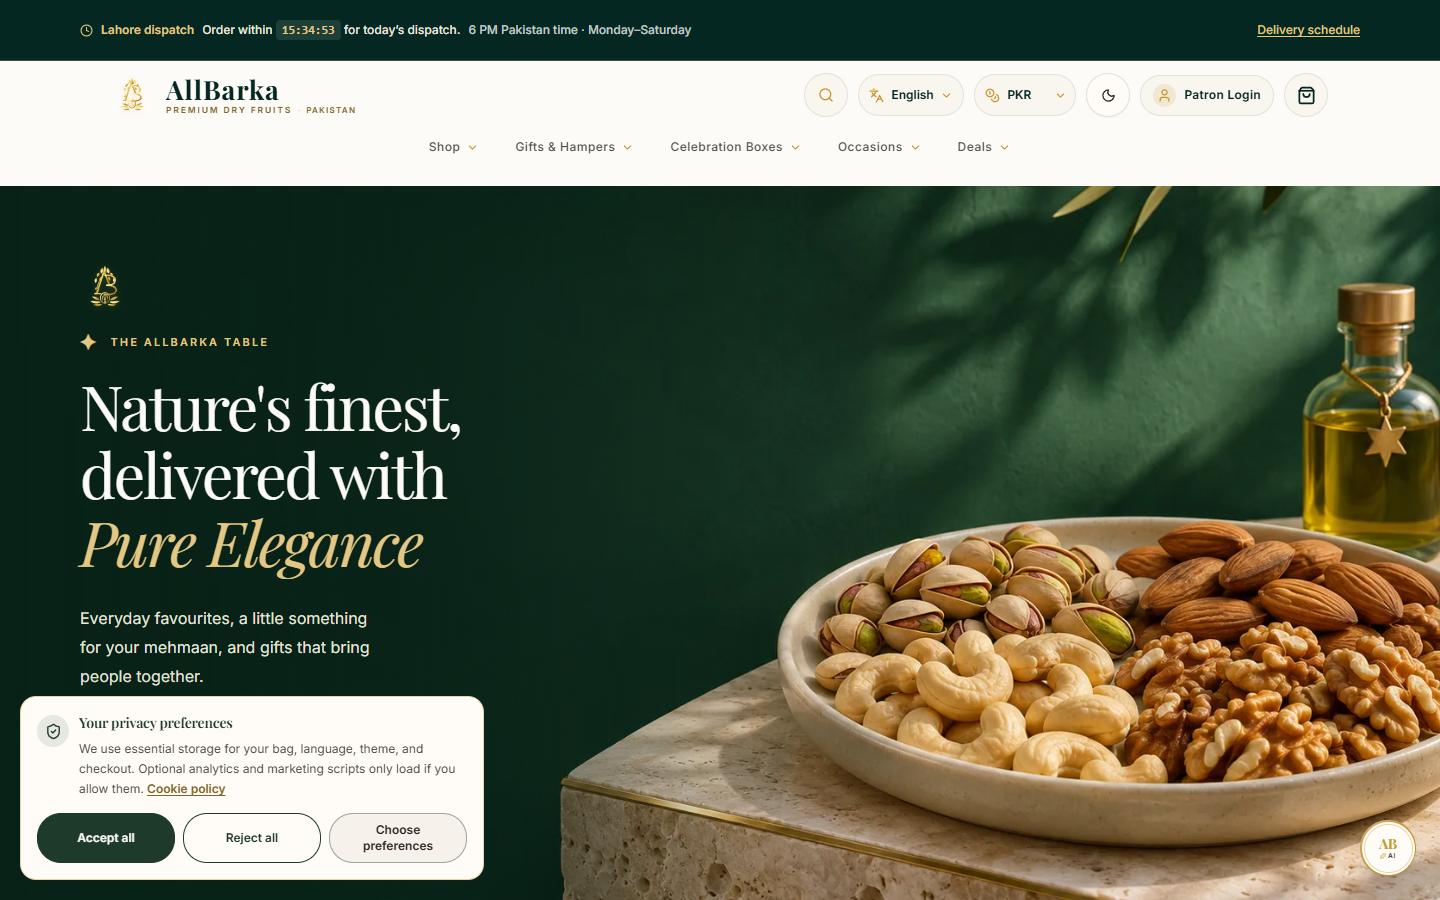 Lahore dispatch Order within 15:34:53 for today's dispatch. 6 PM Pakistan time · Monday–Saturday Delivery schedule
AllBarka
PREMIUM DRY FRUITS · PAKISTAN
English PKR Patron Login
Shop Gifts & Hampers Celebration Boxes Occasions Deals
THE ALLBARKA TABLE
Nature's finest,
delivered with
Pure Elegance
Everyday favourites, a little something
for your mehmaan, and gifts that bring
people together.
Your privacy preferences
We use essential storage for your bag, language, theme, and
checkout. Optional analytics and marketing scripts only load if you
allow them. Cookie policy
Accept all Reject all Choose
preferences
AB
AI